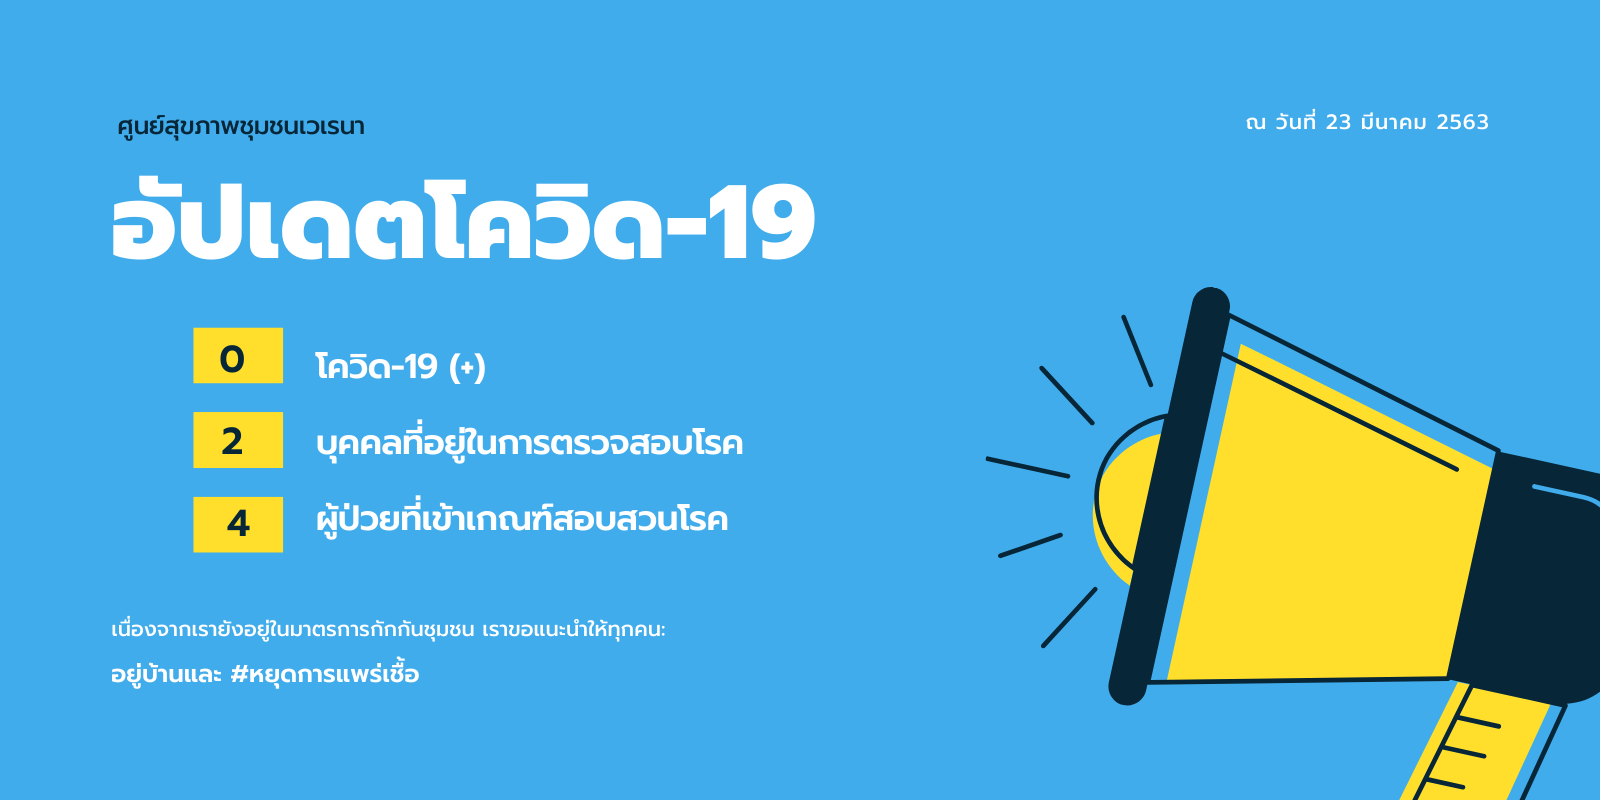 ศูนย์สุขภาพชุมชนเวเรนา
ณ วันที่ 23 มีนาคม 2563
อัปเดตโควิด-19
0 โควิด-19 (+)
2 บุคคลที่อยู่ในการตรวจสอบโรค
4 ผู้ป่วยที่เข้าเกณฑ์สอบสวนโรค
เนื่องจากเรายังอยู่ในมาตรการกักกันชุมชน เราขอแนะนำให้ทุกคน:
อยู่บ้านและ #หยุดการแพร่เชื้อ